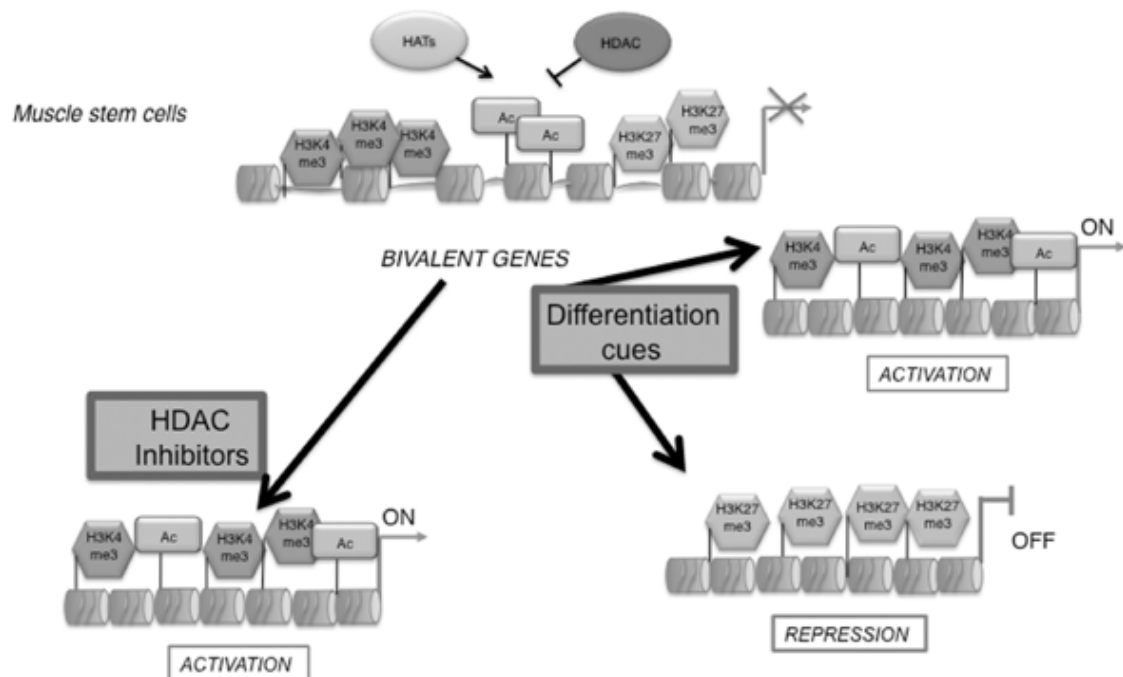 HATs
HDAC
Muscle stem cells
H3K4
me3
H3K4
me3
H3K4
me3
Ac
Ac
H3K27
me3
H3K27
me3
BIVALENT GENES
Differentiation
cues
H3K4
me3
Ac
H3K4
me3
H3K4
me3
Ac
ON
ACTIVATION
HDAC
Inhibitors
H3K4
me3
Ac
H3K4
me3
H3K4
me3
Ac
ON
ACTIVATION
H3K27
me3
H3K27
me3
H3K27
me3
H3K27
me3
OFF
REPRESSION